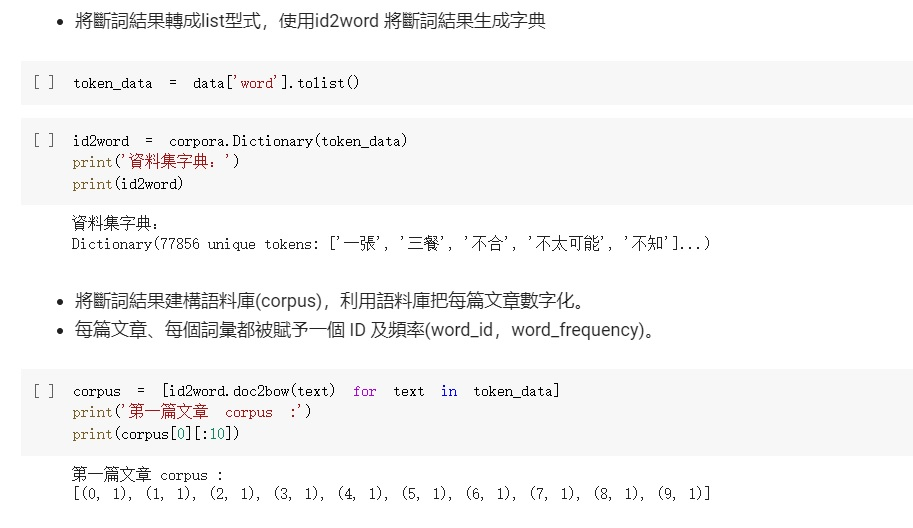 • 將斷詞結果轉成list型式，使用id2word 將斷詞結果生成字典
[ ] token_data = data['word'].tolist()
[ ] id2word = corpora.Dictionary(token_data)
print('資料集字典：')
print(id2word)
資料集字典：
Dictionary(77856 unique tokens: ['一張', '三餐', '不合', '不太可能', '不知']...)
• 將斷詞結果建構語料庫(corpus)，利用語料庫把每篇文章數字化。
• 每篇文章、每個詞彙都被賦予一個 ID 及頻率(word_id，word_frequency)。
[ ] corpus = [id2word.doc2bow(text) for text in token_data]
print('第一篇文章 corpus :')
print(corpus[0][:10])
第一篇文章 corpus :
[(0, 1), (1, 1), (2, 1), (3, 1), (4, 1), (5, 1), (6, 1), (7, 1), (8, 1), (9, 1)]